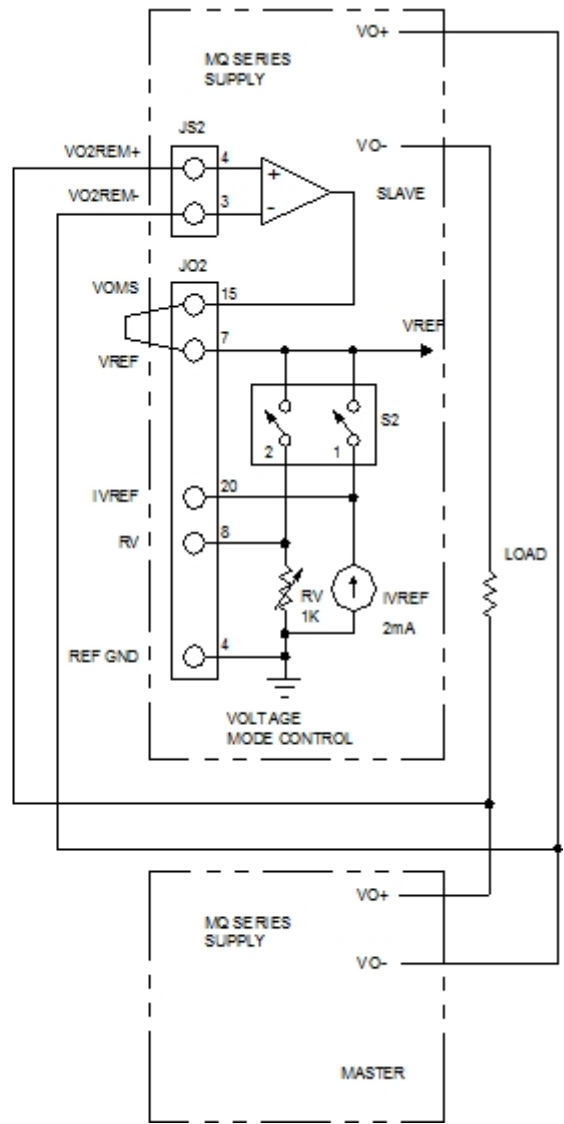 VO+
MQ SERIES
SUPPLY
JS2
VO2REM+
4
VO-
VO2REM-
3
SLAVE
JO2
VOMS
15
VREF
VREF
7
S2
2
1
IVREF
20
RV
8
LOAD
RV
1K
IVREF
2mA
REF GND
4
VOLTAGE
MODE CONTROL
VO+
MQ SERIES
SUPPLY
VO-
MASTER